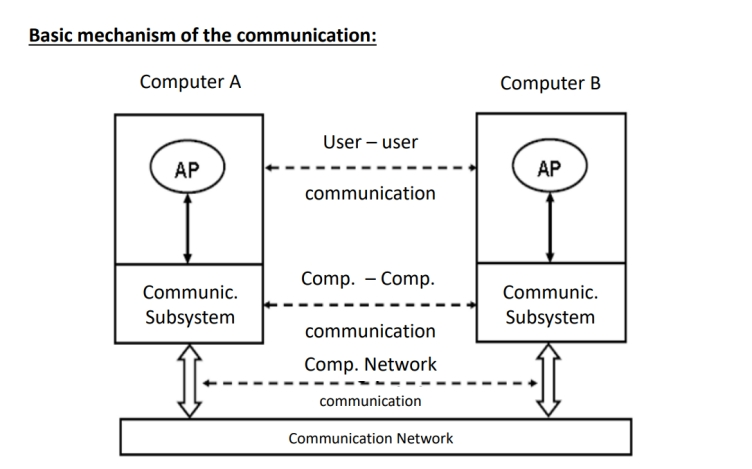 Basic mechanism of the communication:
Computer A
Computer B
User – user
AP
AP
communication
Comp. – Comp.
Communic.
Subsystem
Communic.
Subsystem
communication
Comp. Network
communication
Communication Network